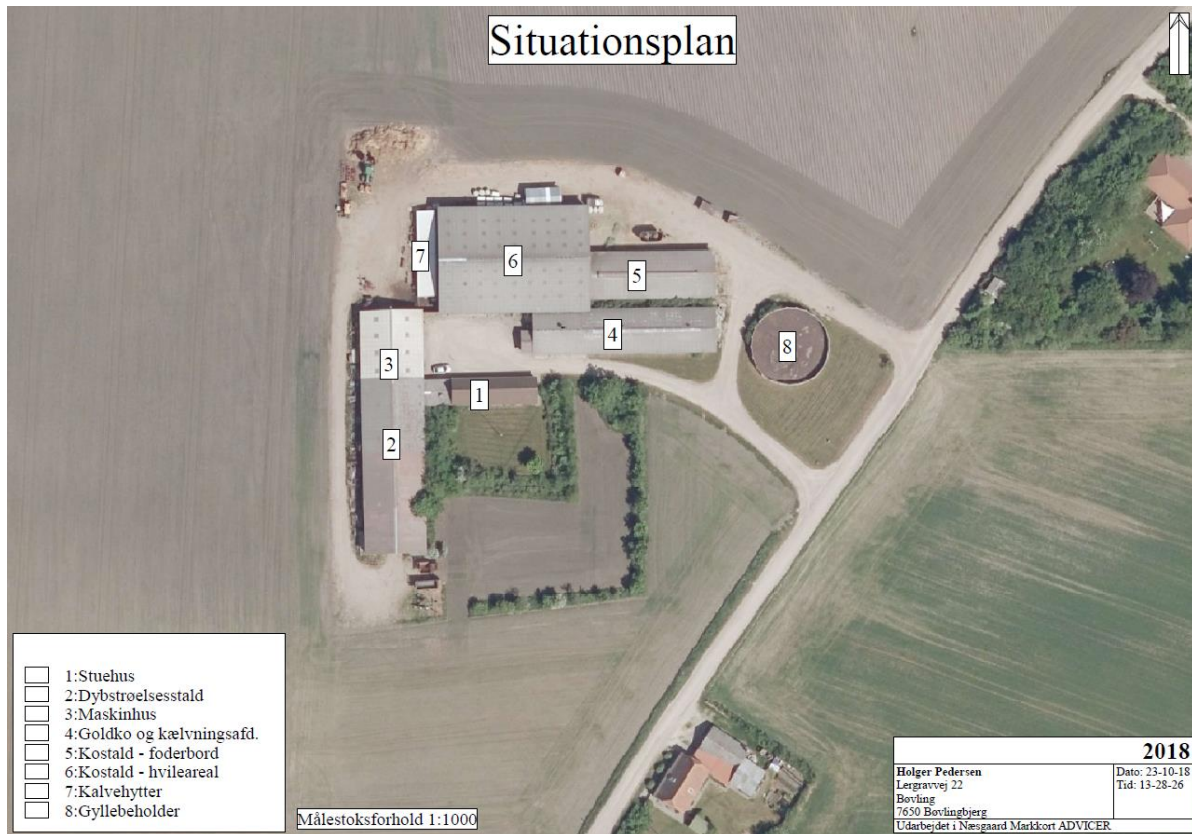 Situationsplan
7
6
5
4
8
3
1
2
1:Stuehus
2:Dybstrøelsesstald
3:Maskinhus
4:Goldko og kælvningsafd.
5:Kostald - foderbord
6:Kostald - hvileareal
7:Kalvehytter
8:Gyllebeholder
Målestoksforhold 1:1000
2018
Holger Pedersen
Lergravvej 22
Bøvling
7650 Bøvlingbjerg
Dato: 23-10-18
Tid: 13-28-26
Udarbejdet i Næsgaard Markkort ADVICER